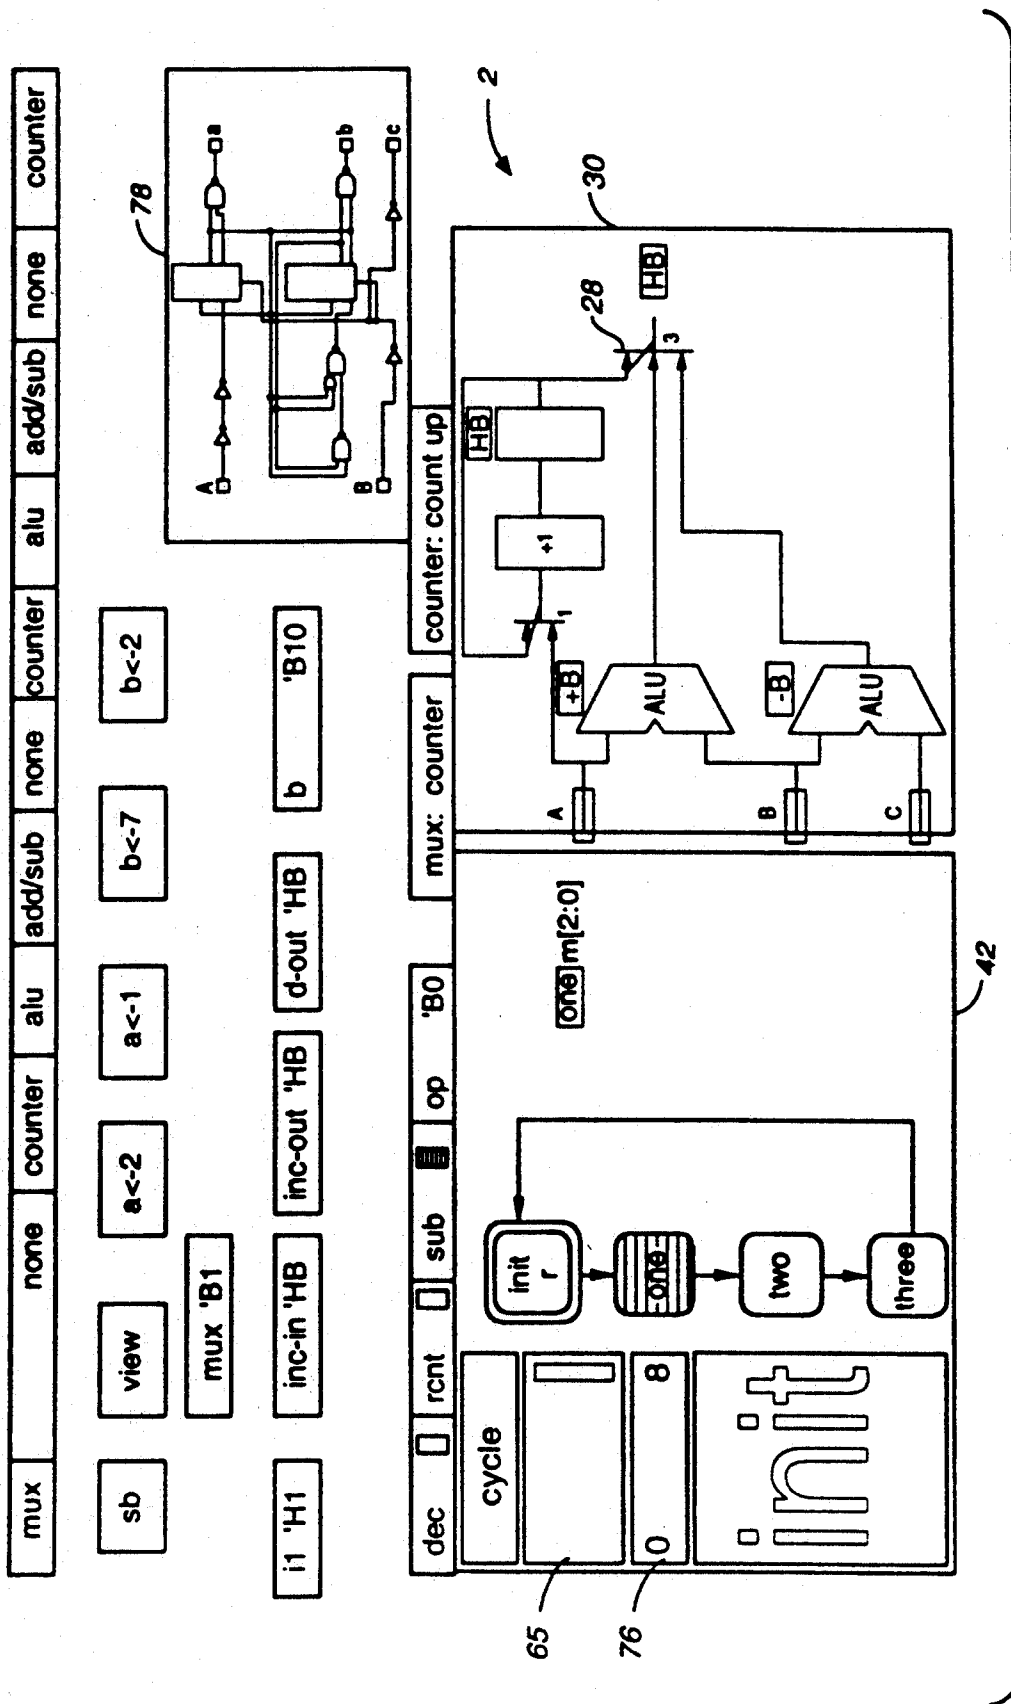 mux none counter alu add/sub none counter alu add/sub none counter
sb view a<-2 a<-1 b<-7 b<-2
mux 'B1
i1 'H1 inc-in 'HB inc-out 'HB d-out 'HB b 'B10
78
A a
b
B c
dec rcnt sub op 'B0 mux: counter counter: count up
2
cycle
65
0 8
76
init
init
r
one
two
three
one m[2:0]
42
A
B
C
+B
ALU
-B
ALU
1
+1
HB
28
3
HB
30